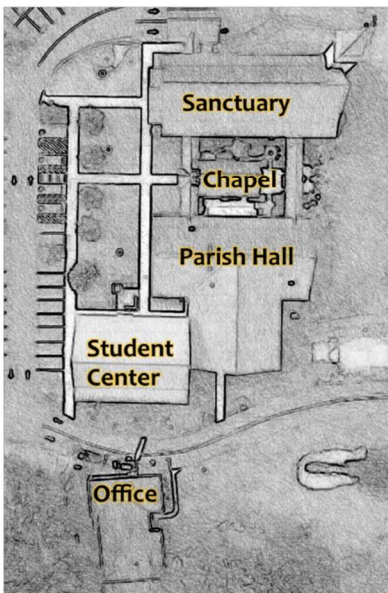 Sanctuary
Chapel
Parish Hall
Student
Center
Office